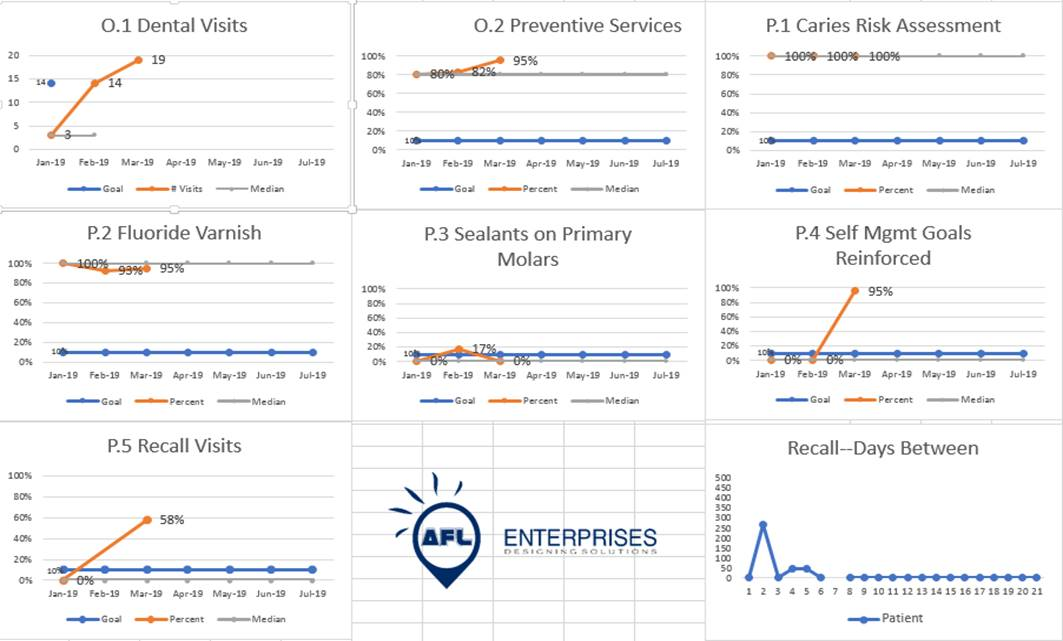 O.1 Dental Visits
20
15
10
5
0
14
3
14
19
Jan-19 Feb-19 Mar-19 Apr-19 May-19 Jun-19 Jul-19
Goal # Visits Median
O.2 Preventive Services
100%
80%
60%
40%
20%
0%
80% 82% 95%
10%
Jan-19 Feb-19 Mar-19 Apr-19 May-19 Jun-19 Jul-19
Goal Percent Median
P.1 Caries Risk Assessment
100%
80%
60%
40%
20%
0%
100% 100% 100%
10%
Jan-19 Feb-19 Mar-19 Apr-19 May-19 Jun-19 Jul-19
Goal Percent Median
P.2 Fluoride Varnish
100%
80%
60%
40%
20%
0%
100% 93% 95%
10%
Jan-19 Feb-19 Mar-19 Apr-19 May-19 Jun-19 Jul-19
Goal Percent Median
P.3 Sealants on Primary
Molars
100%
80%
60%
40%
20%
0%
10%
0% 17% 0%
Jan-19 Feb-19 Mar-19 Apr-19 May-19 Jun-19 Jul-19
Goal Percent Median
P.4 Self Mgmt Goals
Reinforced
100%
80%
60%
40%
20%
0%
10%
0% 0% 95%
Jan-19 Feb-19 Mar-19 Apr-19 May-19 Jun-19 Jul-19
Goal Percent Median
P.5 Recall Visits
100%
80%
60%
40%
20%
0%
10%
0% 58%
Jan-19 Feb-19 Mar-19 Apr-19 May-19 Jun-19 Jul-19
Goal Percent Median
AFL ENTERPRISES
DESIGNING SOLUTIONS
Recall--Days Between
500
450
400
350
300
250
200
150
100
50
0
1 2 3 4 5 6 7 8 9 10 11 12 13 14 15 16 17 18 19 20 21
Patient